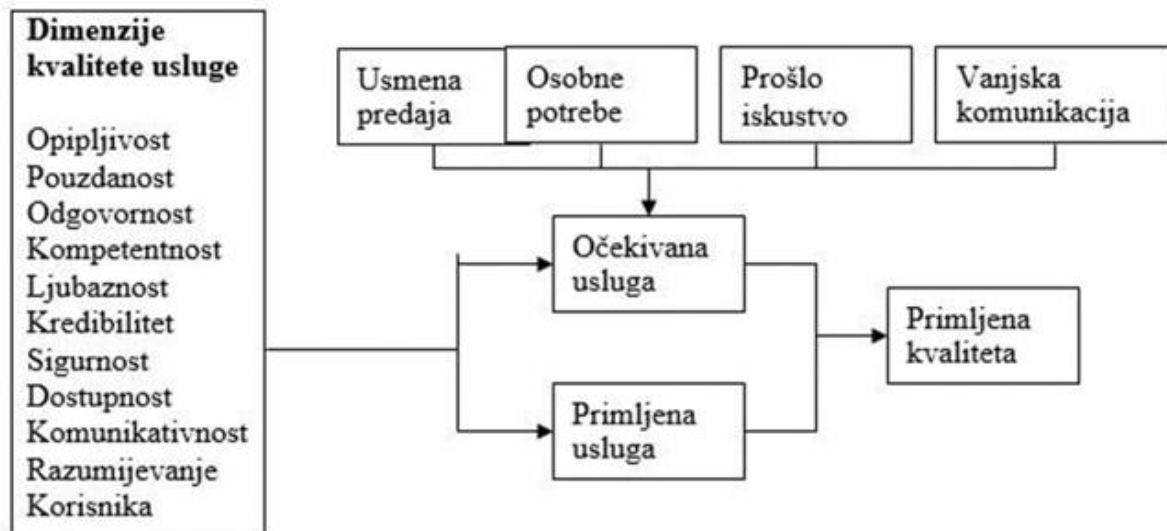 Dimenzije
kvalitete usluge
Opipljivost
Pouzdanost
Odgovornost
Kompetentnost
Ljubaznost
Kredibilitet
Sigurnost
Dostupnost
Komunikativnost
Razumijevanje
Korisnika
Usmena
predaja
Osobne
potrebe
Prošlo
iskustvo
Vanjska
komunikacija
Očekivana
usluga
Primljena
usluga
Primljena
kvaliteta